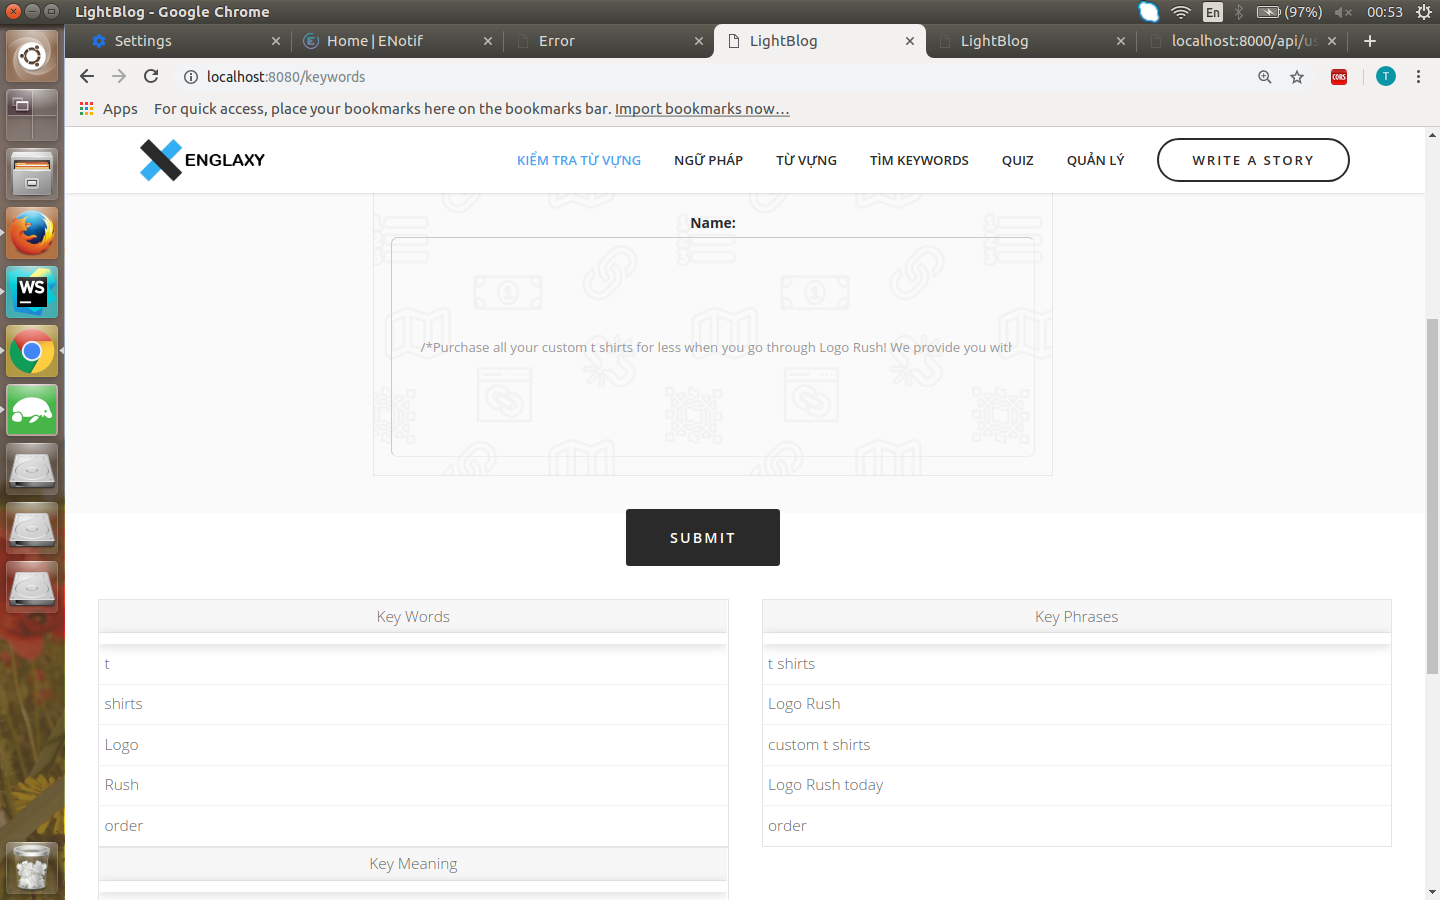 LightBlog - Google Chrome
En
(97%)
00:53
Settings
Home | ENotif
Error
LightBlog
LightBlog
localhost:8000/api/us
localhost:8080/keywords
CORS
T
Apps
For quick access, place your bookmarks here on the bookmarks bar. Import bookmarks now...
ENGLAXY
KIỂM TRA TỪ VỰNG
NGỮ PHÁP
TỪ VỰNG
TÌM KEYWORDS
QUIZ
QUẢN LÝ
WRITE A STORY
WS
Name:
/*Purchase all your custom t shirts for less when you go through Logo Rush! We provide you with
SUBMIT
Key Words
t
shirts
Logo
Rush
order
Key Meaning
Key Phrases
t shirts
Logo Rush
custom t shirts
Logo Rush today
order